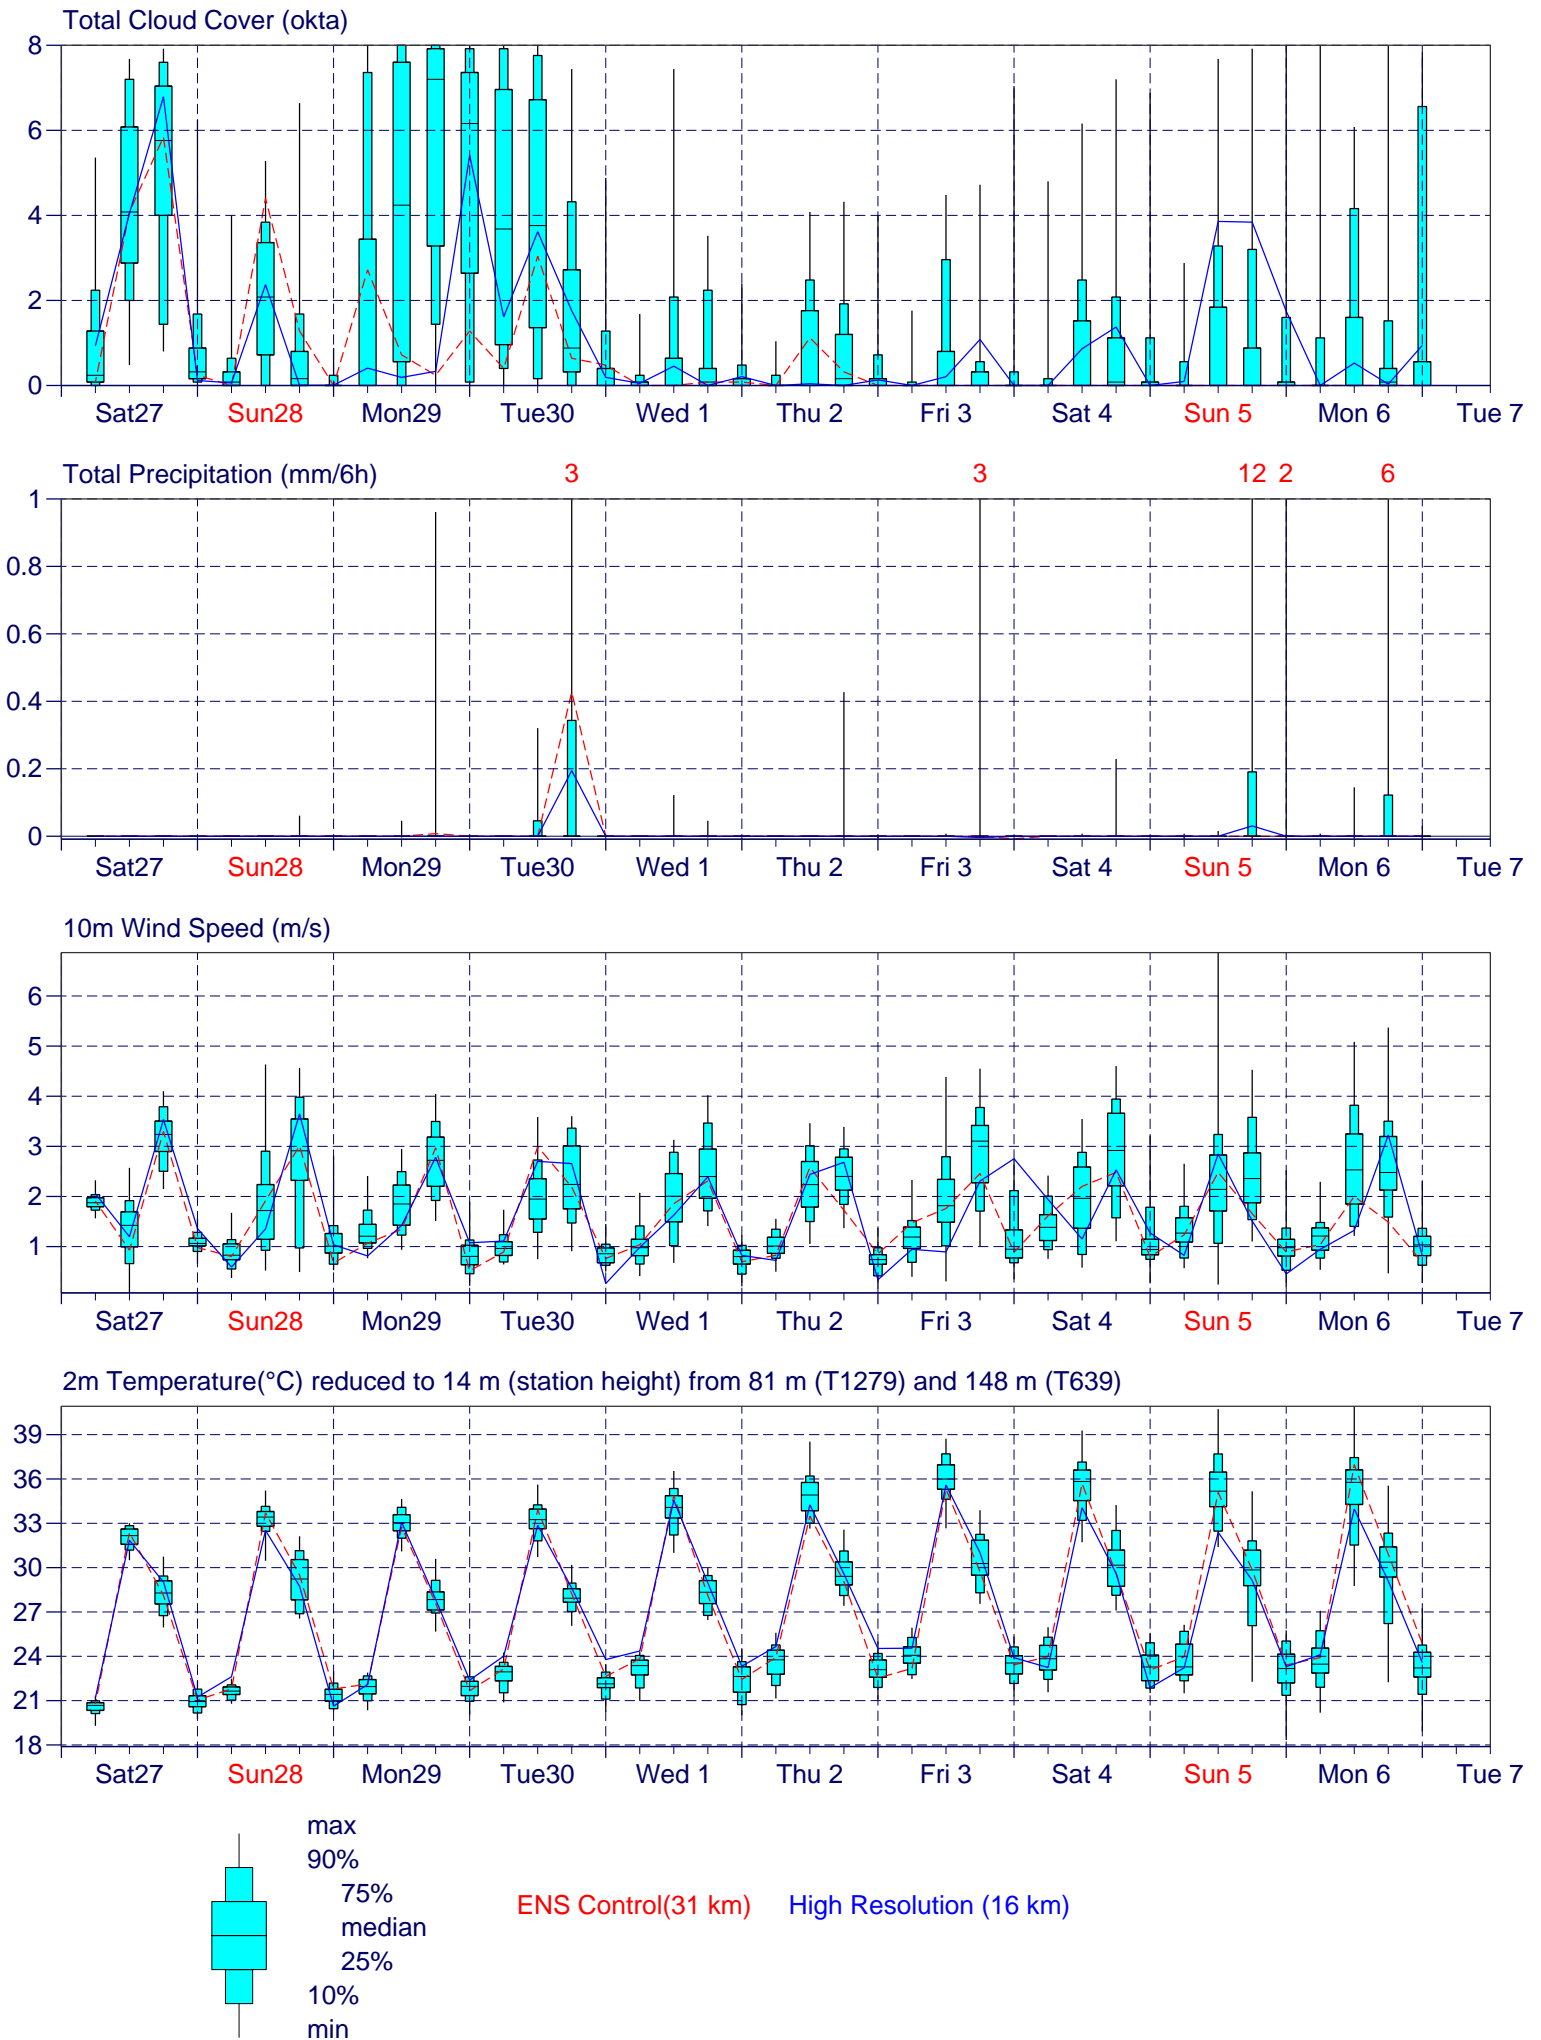 Total Cloud Cover (okta)
8
6
4
2
0
Sat27 Sun28 Mon29 Tue30 Wed 1 Thu 2 Fri 3 Sat 4 Sun 5 Mon 6 Tue 7
Total Precipitation (mm/6h) 3 3 12 2 6
1
0.8
0.6
0.4
0.2
0
Sat27 Sun28 Mon29 Tue30 Wed 1 Thu 2 Fri 3 Sat 4 Sun 5 Mon 6 Tue 7
10m Wind Speed (m/s)
6
5
4
3
2
1
Sat27 Sun28 Mon29 Tue30 Wed 1 Thu 2 Fri 3 Sat 4 Sun 5 Mon 6 Tue 7
2m Temperature(°C) reduced to 14 m (station height) from 81 m (T1279) and 148 m (T639)
39
36
33
30
27
24
21
18
Sat27 Sun28 Mon29 Tue30 Wed 1 Thu 2 Fri 3 Sat 4 Sun 5 Mon 6 Tue 7
max
90%
75%
median
25%
10%
min
ENS Control(31 km) High Resolution (16 km)